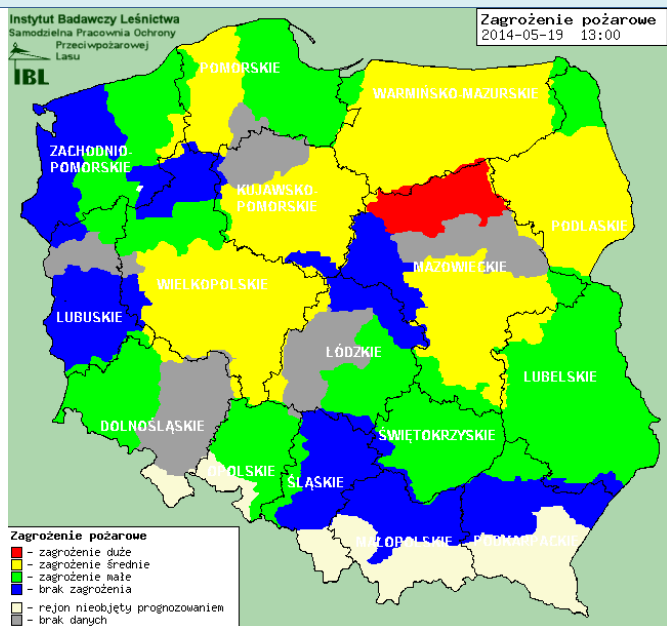 Instytut Badawczy Leśnictwa
Samodzielna Pracownia Ochrony
Przeciwpożarowej
Lasu
IBL
Zagrożenie pożarowe
2014-05-19 13:00
POMORSKIE
WARMIŃSKO-MAZURSKIE
ZACHODNIO-
POMORSKIE
KUJAWSKO-
POMORSKIE
PODLASKIE
MAZOWIECKIE
WIELKOPOLSKIE
LUBUSKIE
ŁÓDZKIE
LUBELSKIE
DOLNOŚLĄSKIE
ŚWIĘTOKRZYSKIE
OPOLSKIE
ŚLĄSKIE
MAŁOPOLSKIE
PODKARPACKIE
Zagrożenie pożarowe
– zagrożenie duże
– zagrożenie średnie
– zagrożenie małe
– brak zagrożenia
– rejon nieobjęty prognozowaniem
– brak danych